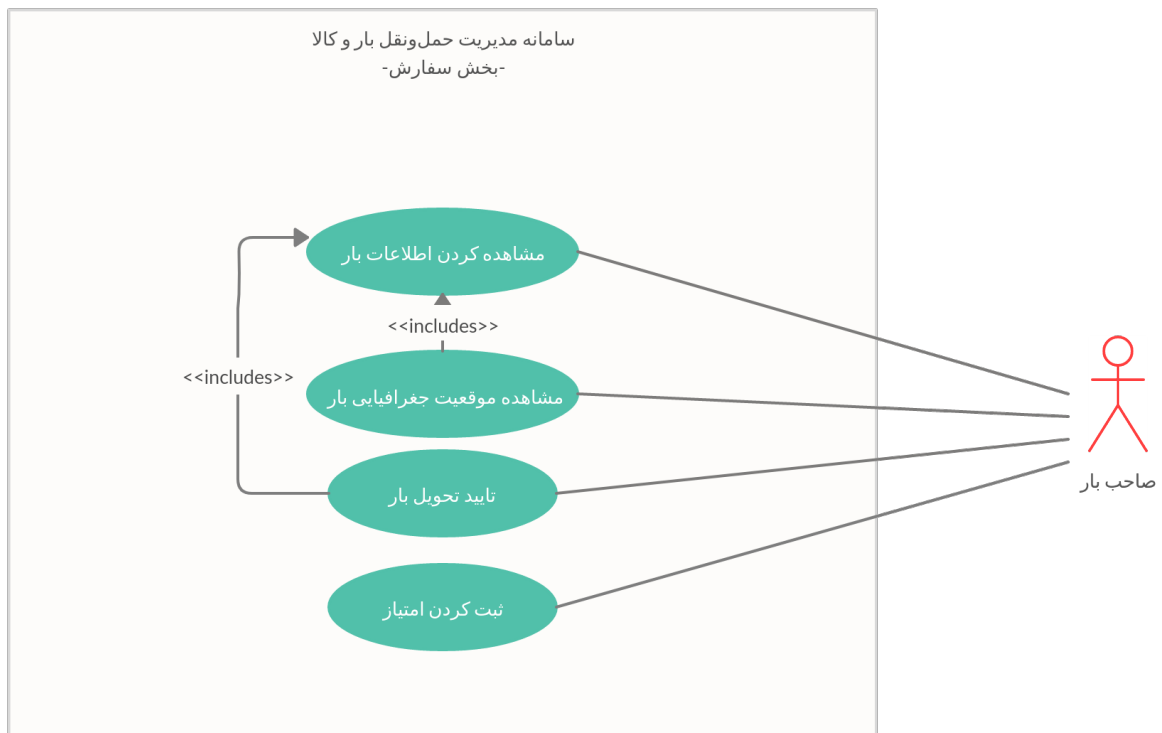 سامانه مدیریت حمل‌ونقل بار و کالا
-بخش سفارش-
مشاهده کردن اطلاعات بار
<<includes>>
<<includes>>
مشاهده موقعیت جغرافیایی بار
تایید تحویل بار
صاحب بار
ثبت کردن امتیاز